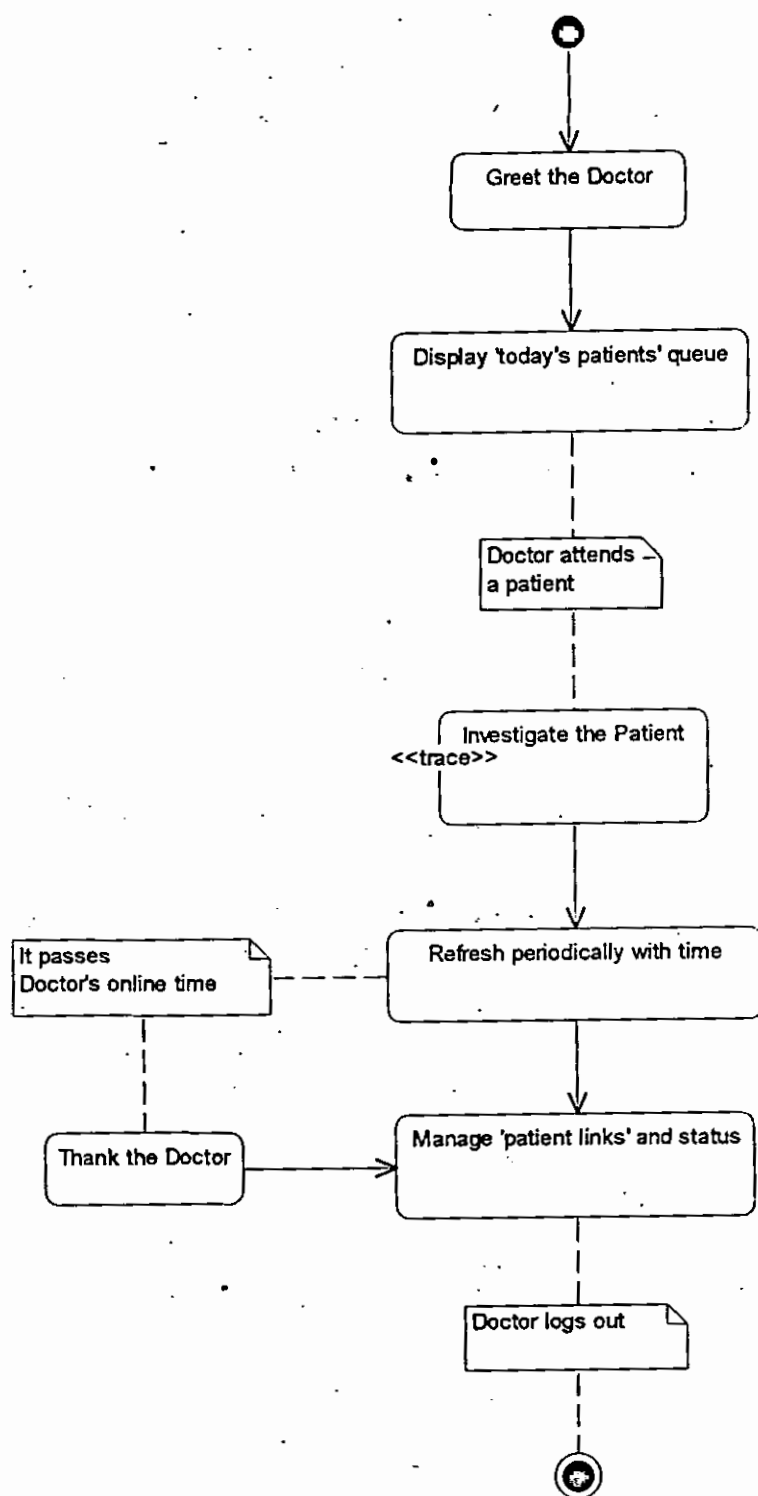 Greet the Doctor
Display 'today's patients' queue
Doctor attends
a patient
Investigate the Patient
<<trace>>
It passes
Doctor's online time
Refresh periodically with time
Thank the Doctor
Manage 'patient links' and status
Doctor logs out